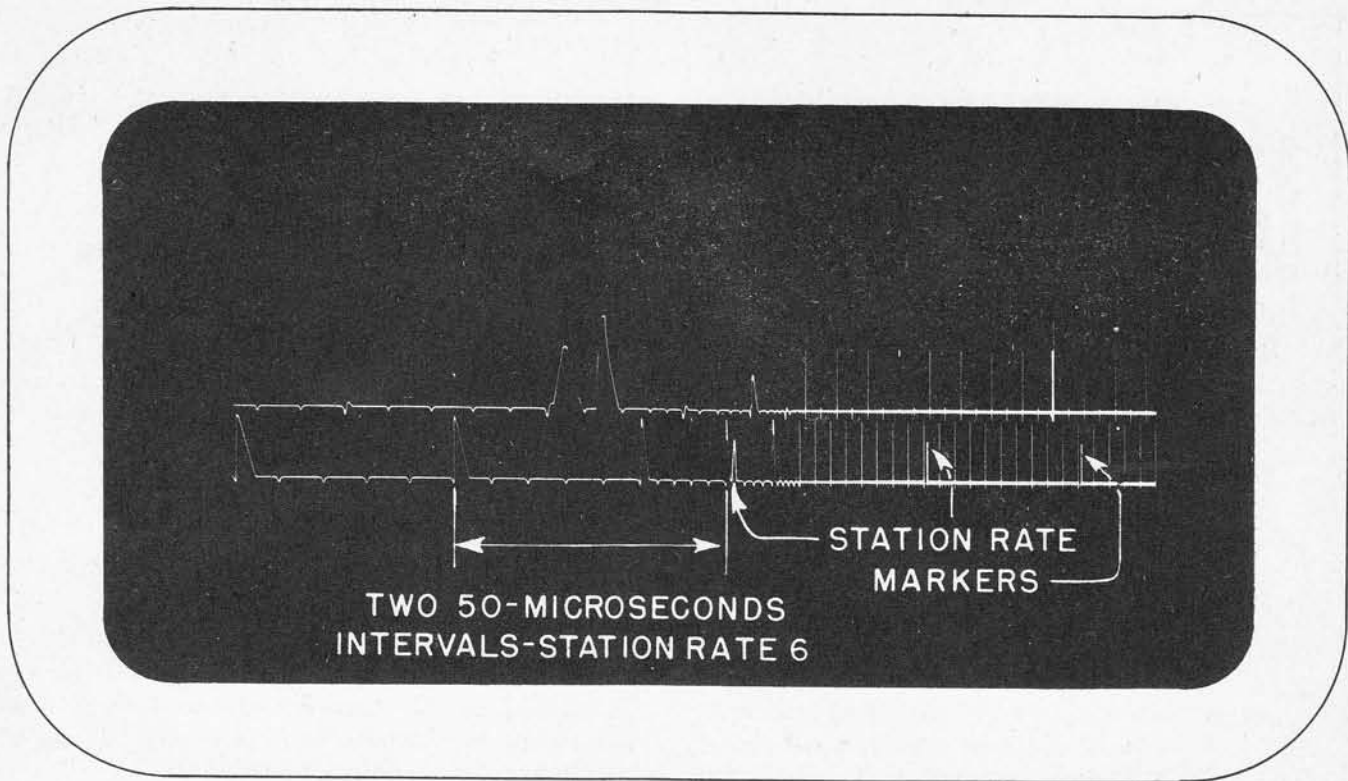 STATION RATE
MARKERS
TWO 50-MICROSECONDS
INTERVALS-STATION RATE 6